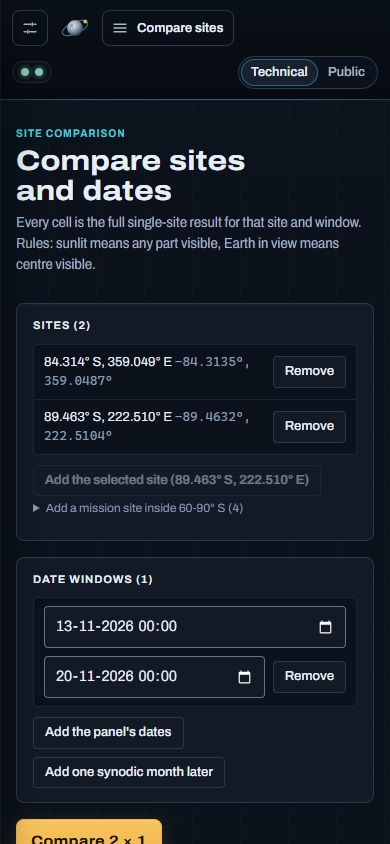 Compare sites
Technical
Public
SITE COMPARISON
Compare sites
and dates
Every cell is the full single-site result for that site and window.
Rules: sunlit means any part visible, Earth in view means
centre visible.
SITES (2)
84.314° S, 359.049° E −84.3135°,
359.0487°
Remove
89.463° S, 222.510° E −89.4632°,
222.5104°
Remove
Add the selected site (89.463° S, 222.510° E)
Add a mission site inside 60-90° S (4)
DATE WINDOWS (1)
13-11-2026 00:00
20-11-2026 00:00
Remove
Add the panel's dates
Add one synodic month later
Compare 2 × 1